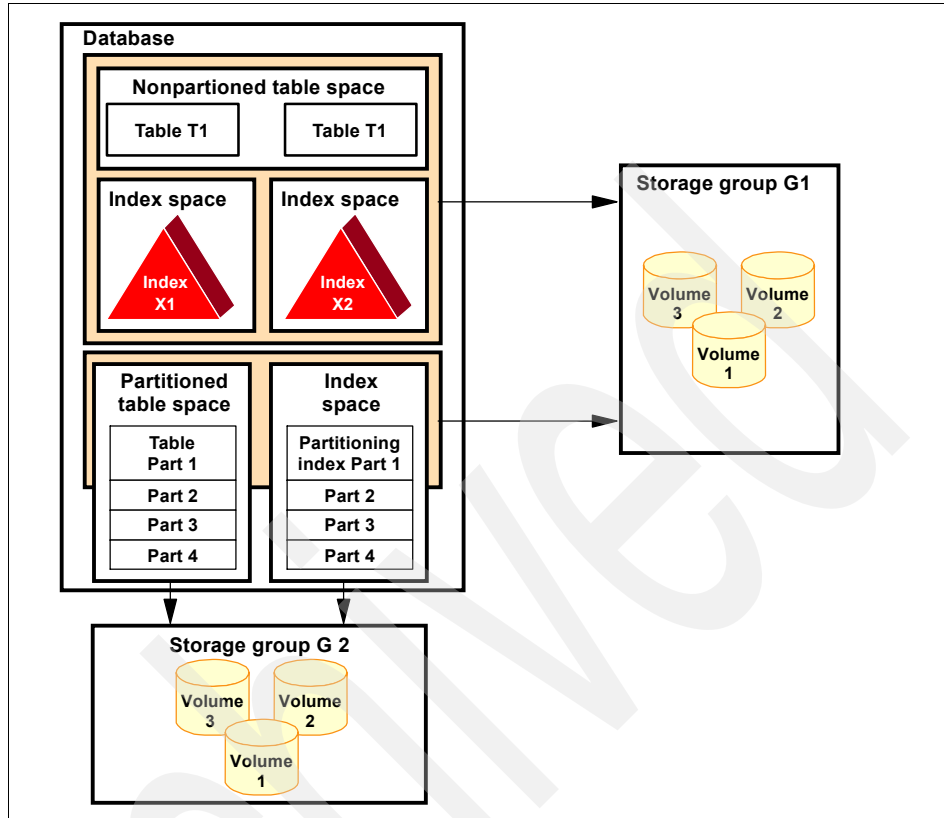 Database
Nonpartioned table space
Table T1
Table T1
Index space
Index space
Index
X1
Index
X2
Partitioned
table space
Index
space
Table
Part 1
Part 2
Part 3
Part 4
Partitioning
index Part 1
Part 2
Part 3
Part 4
Storage group G1
Volume
3
Volume
2
Volume
1
Storage group G 2
Volume
3
Volume
2
Volume
1